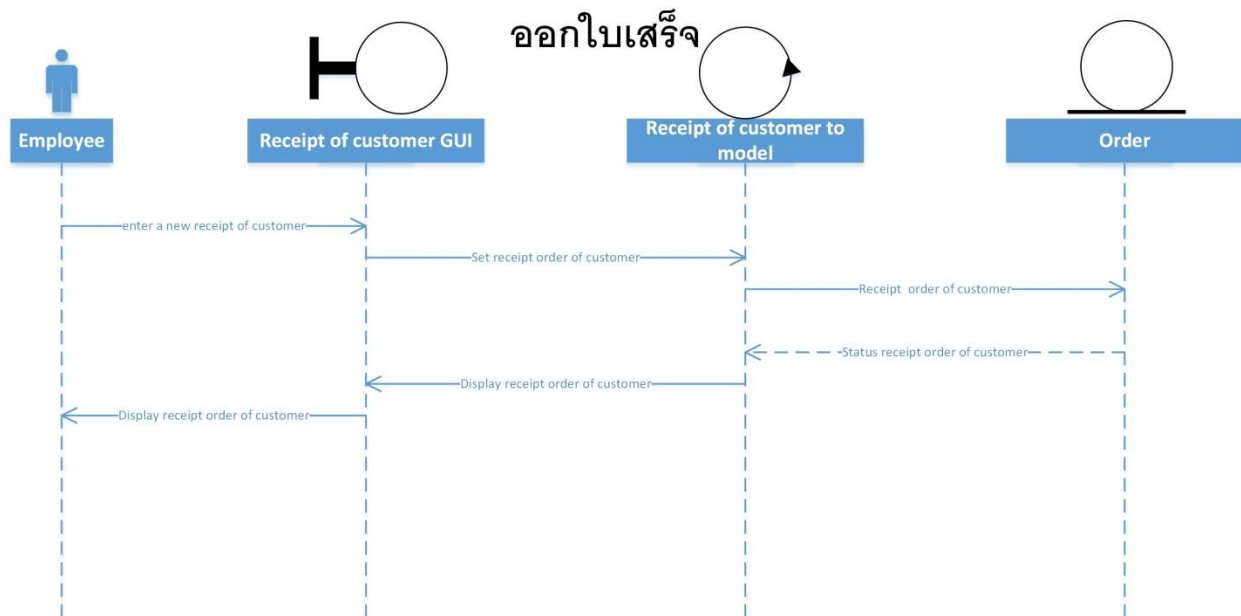 ออกใบเสร็จ
Employee
Receipt of customer GUI
Receipt of customer to
model
Order
enter a new receipt of customer
Set receipt order of customer
Receipt order of customer
Status receipt order of customer
Display receipt order of customer
Display receipt order of customer